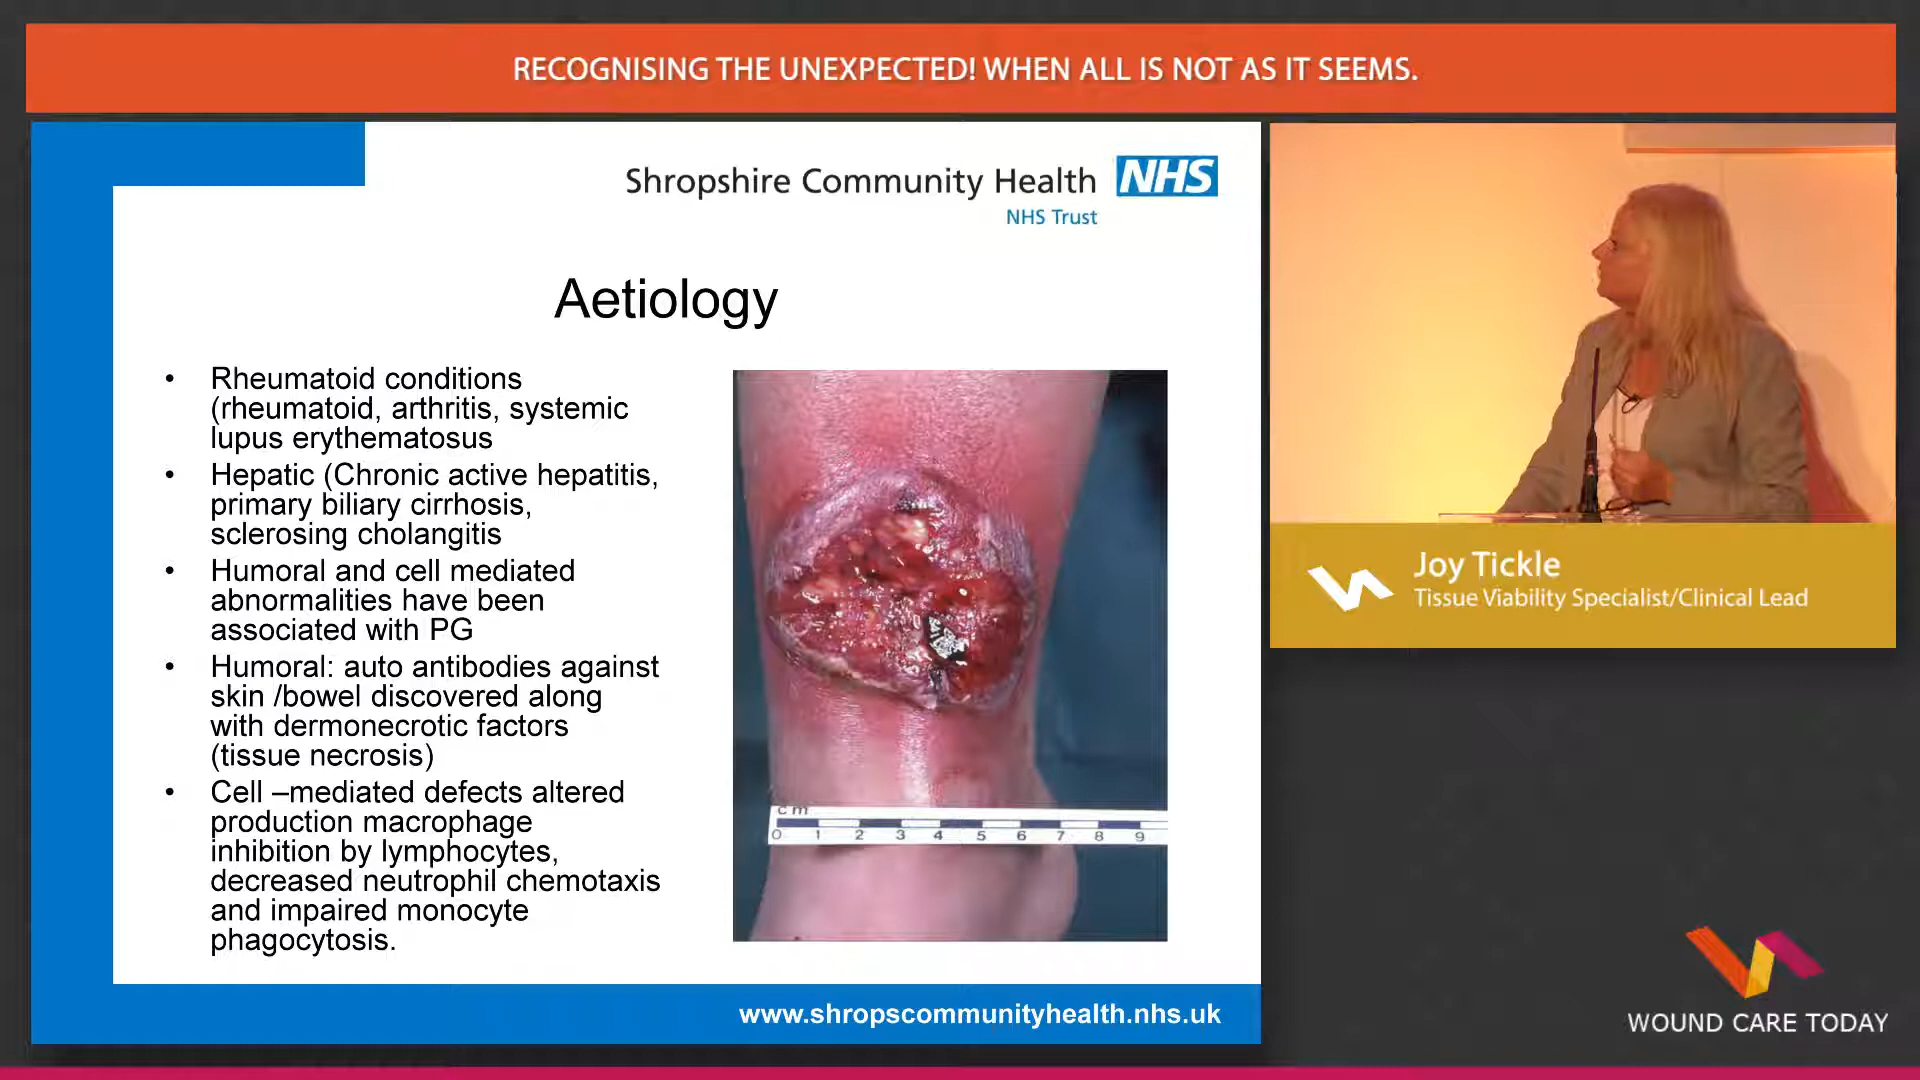 RECOGNISING THE UNEXPECTED! WHEN ALL IS NOT AS IT SEEMS.
Shropshire Community Health NHS
NHS Trust
Aetiology
• Rheumatoid conditions
(rheumatoid, arthritis, systemic
lupus erythematosus
• Hepatic (Chronic active hepatitis,
primary biliary cirrhosis,
sclerosing cholangitis
• Humoral and cell mediated
abnormalities have been
associated with PG
• Humoral: auto antibodies against
skin /bowel discovered along
with dermonecrotic factors
(tissue necrosis)
• Cell –mediated defects altered
production macrophage
inhibition by lymphocytes,
decreased neutrophil chemotaxis
and impaired monocyte
phagocytosis.
cm
0 1 2 3 4 5 6 7 8 9
www.shropscommunityhealth.nhs.uk
Joy Tickle
Tissue Viability Specialist/Clinical Lead
WOUND CARE TODAY